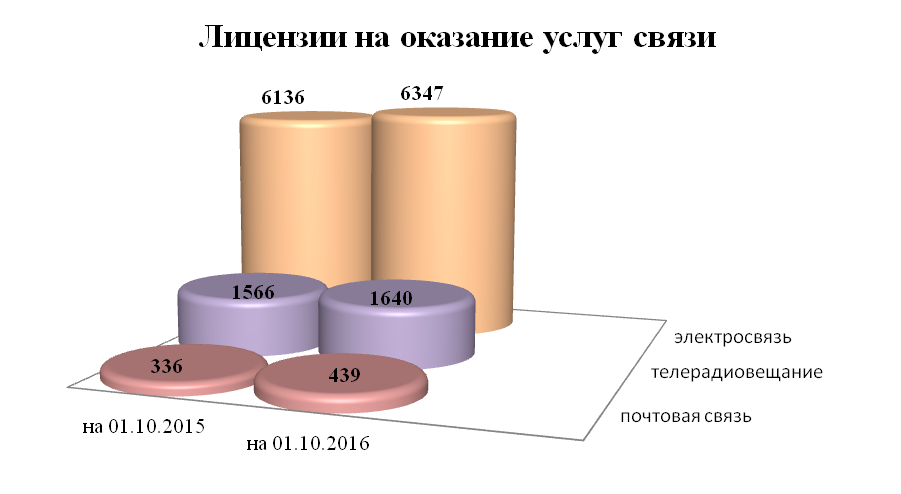 Лицензии на оказание услуг связи
6136
6347
1566
1640
336
439
электросвязь
телерадиовещание
почтовая связь
на 01.10.2015
на 01.10.2016